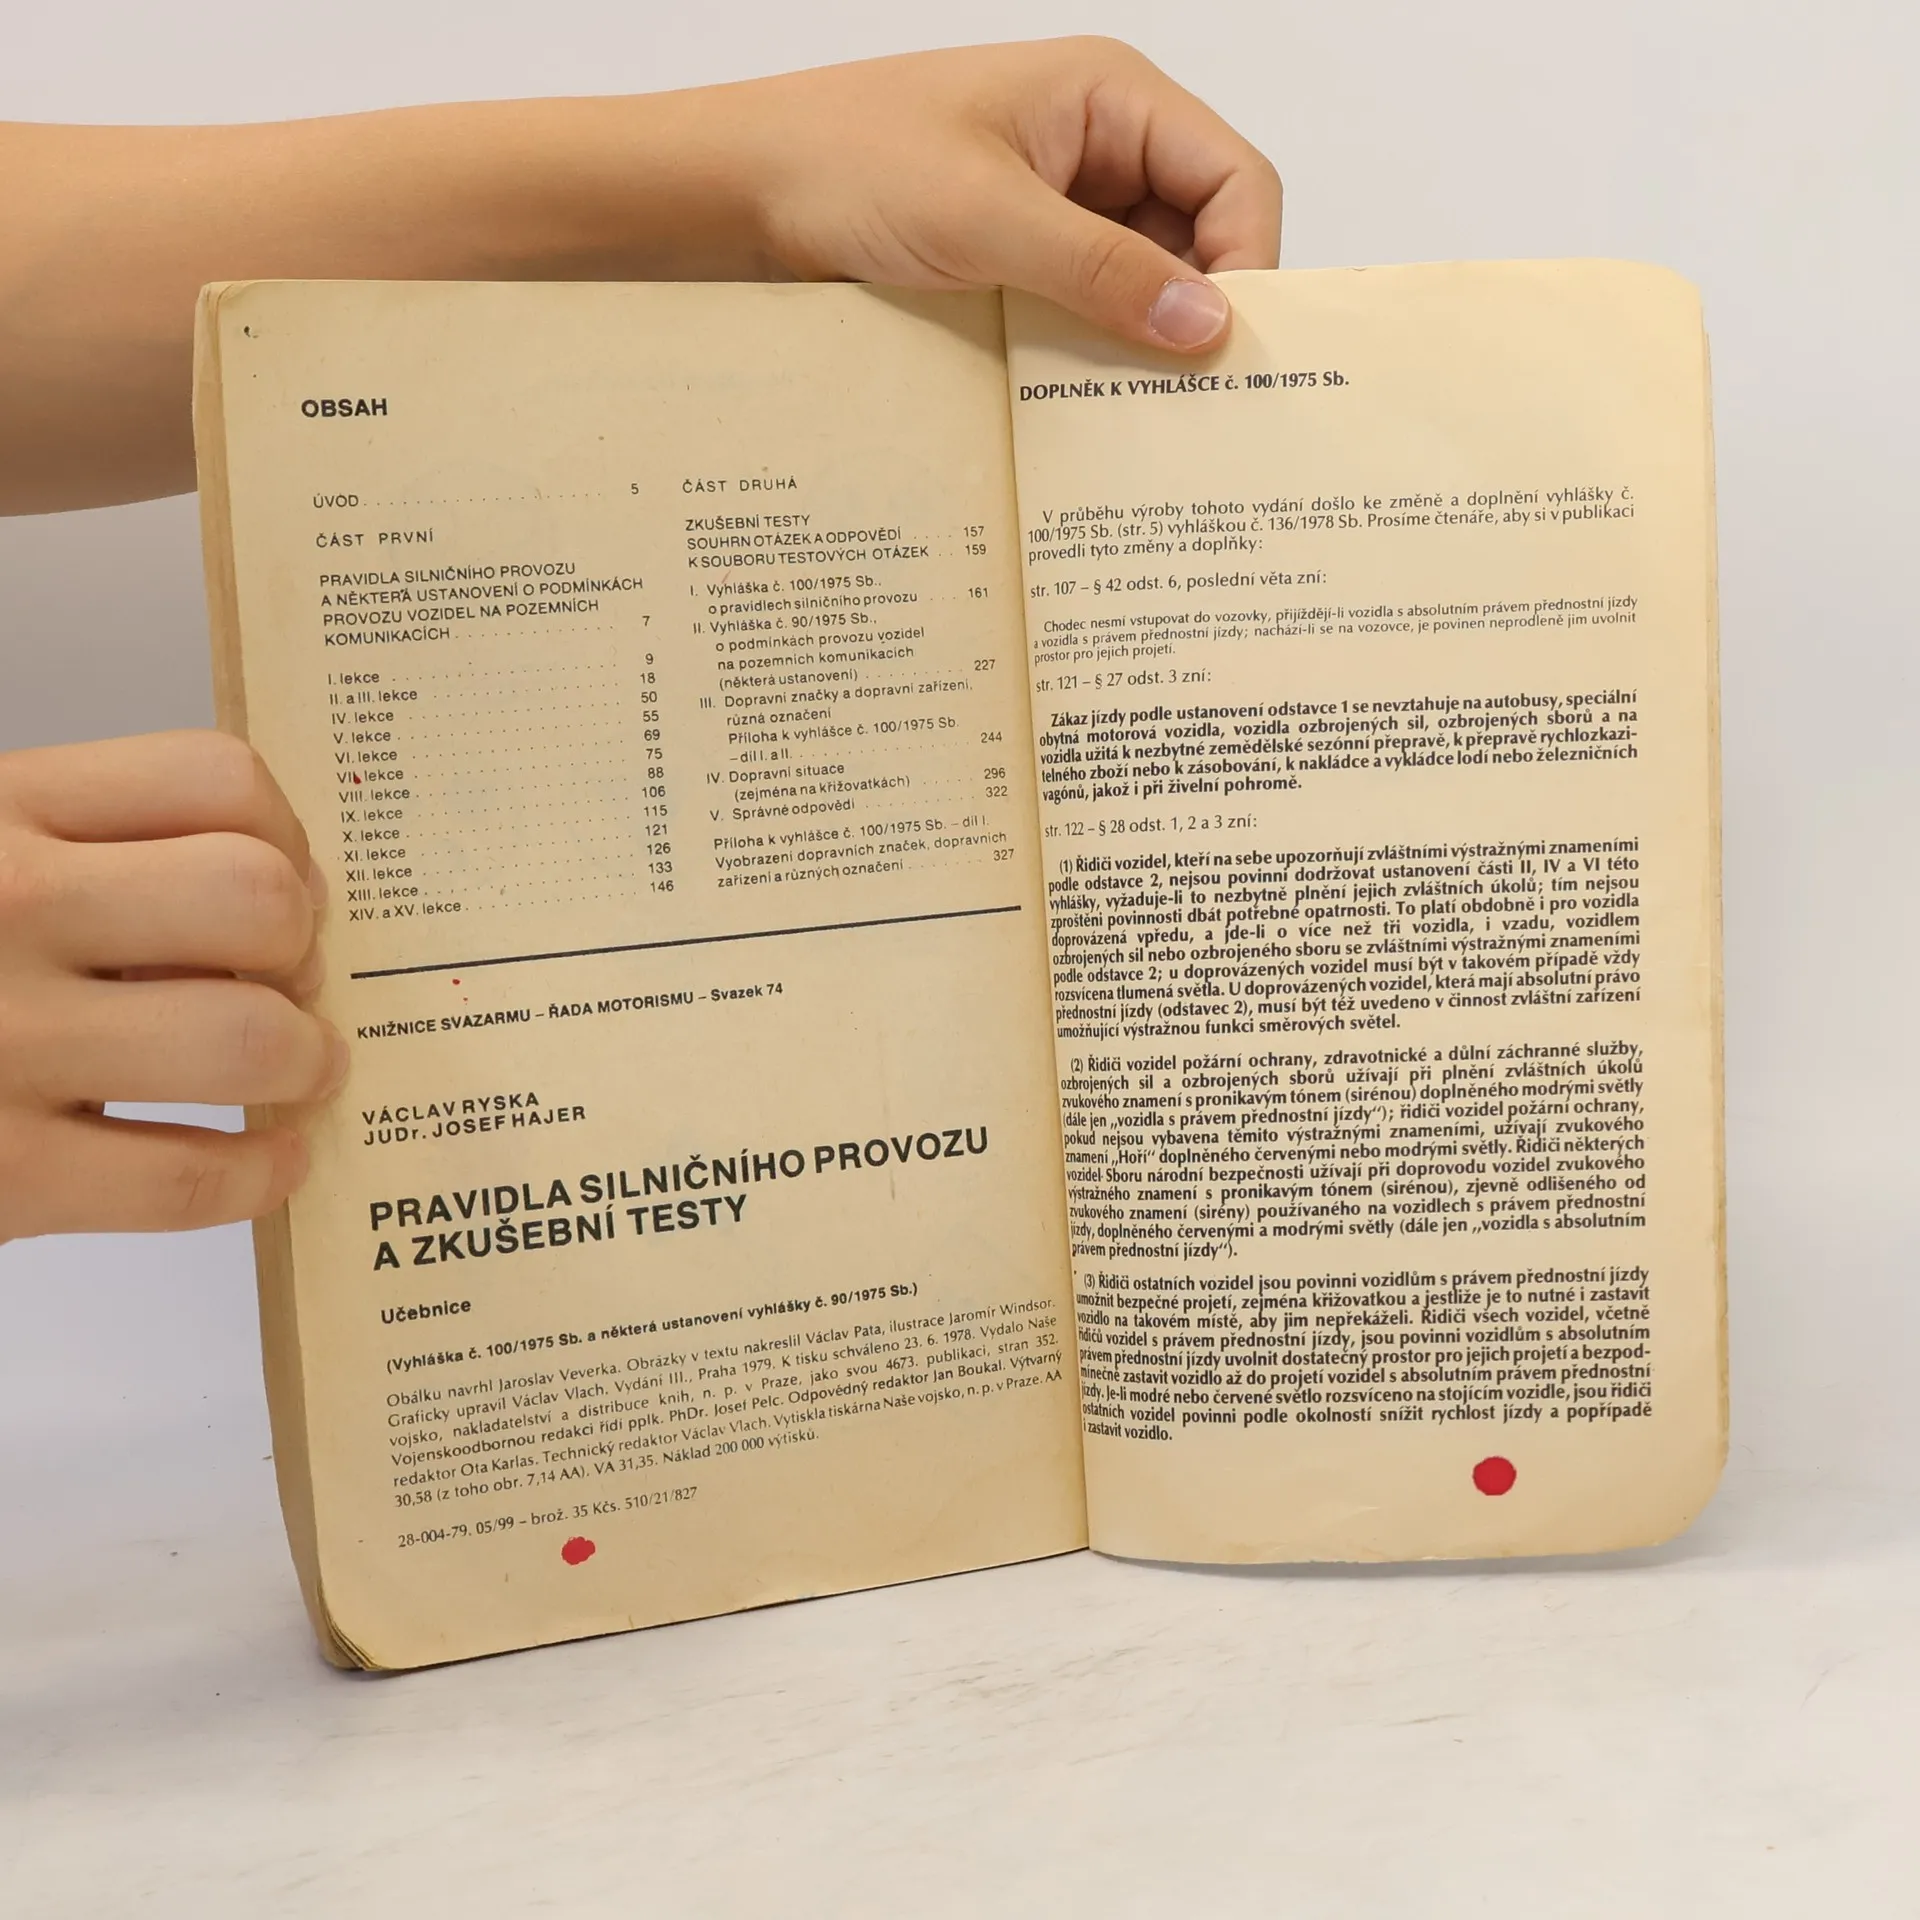 OBSAH
ÚVOD . . . . . . . . . . . . . . . . . . . . 5
ČÁST PRVNÍ
PRAVIDLA SILNIČNÍHO PROVOZU
A NĚKTERÁ USTANOVENÍ O PODMÍNKÁCH
PROVOZU VOZIDEL NA POZEMNÍCH
KOMUNIKACÍCH . . . . . . . . . . . . . 7
I. lekce . . . . . . . . . . . . . . . . . . 9
II. a III. lekce . . . . . . . . . . . . . . 18
IV. lekce . . . . . . . . . . . . . . . . . 50
V. lekce . . . . . . . . . . . . . . . . . 55
VI. lekce . . . . . . . . . . . . . . . . . 69
VII. lekce . . . . . . . . . . . . . . . . . 75
VIII. lekce . . . . . . . . . . . . . . . . . 88
IX. lekce . . . . . . . . . . . . . . . . . 106
X. lekce . . . . . . . . . . . . . . . . . 115
XI. lekce . . . . . . . . . . . . . . . . . 121
XII. lekce . . . . . . . . . . . . . . . . . 126
XIII. lekce . . . . . . . . . . . . . . . . . 133
XIV. a XV. lekce . . . . . . . . . . . . . . 146
ČÁST DRUHÁ
ZKUŠEBNÍ TESTY
SOUHRN OTÁZEK A ODPOVĚDÍ . . . . 157
K SOUBORU TESTOVÝCH OTÁZEK . . 159
I. Vyhláška č. 100/1975 Sb.,
o pravidlech silničního provozu . . . 161
II. Vyhláška č. 90/1975 Sb.,
o podmínkách provozu vozidel
na pozemních komunikacích
(některá ustanovení) . . . . . . . . . 227
III. Dopravní značky a dopravní zařízení,
různá označení
Příloha k vyhlášce č. 100/1975 Sb.
– díl I. a II. . . . . . . . . . . . . . . . 244
IV. Dopravní situace
(zejména na křižovatkách) . . . . . 296
V. Správné odpovědi . . . . . . . . . . 322
Příloha k vyhlášce č. 100/1975 Sb. – díl I.
Vyobrazení dopravních značek, dopravních
zařízení a různých označení . . . . . . . 327
KNIŽNICE SVAZARMU – ŘADA MOTORISMU – Svazek 74
VÁCLAV RYSKA
JUDr. JOSEF HAJER
PRAVIDLA SILNIČNÍHO PROVOZU
A ZKUŠEBNÍ TESTY
Učebnice
(Vyhláška č. 100/1975 Sb. a některá ustanovení vyhlášky č. 90/1975 Sb.)
Obálku navrhl Jaroslav Veverka. Obrázky v textu nakreslil Václav Pata, ilustrace Jaromír Windsor.
Graficky upravil Václav Vlach. Vydání III., Praha 1979. K tisku schváleno 23. 6. 1978. Vydalo Naše
vojsko, nakladatelství a distribuce knih, n. p. v Praze, jako svou 4673. publikaci, stran 352.
Vojenskoodbornou redakci řídí pplk. PhDr. Josef Pelc. Odpovědný redaktor Jan Boukal. Výtvarný
redaktor Ota Karlas. Technický redaktor Václav Vlach. Vytiskla tiskárna Naše vojsko, n. p. v Praze. AA
30,58 (z toho obr. 7,14 AA), VA 31,35. Náklad 200 000 výtisků.
28-004-79. 05/99 – brož. 35 Kčs. 510/21/827
DOPLNĚK K VYHLÁŠCE č. 100/1975 Sb.
V průběhu výroby tohoto vydání došlo ke změně a doplnění vyhlášky č.
100/1975 Sb. (str. 5) vyhláškou č. 136/1978 Sb. Prosíme čtenáře, aby si v publikaci
provedli tyto změny a doplňky:
str. 107 – § 42 odst. 6, poslední věta zní:
Chodec nesmí vstupovat do vozovky, přijíždějí-li vozidla s absolutním právem přednostní jízdy
a vozidla s právem přednostní jízdy; nachází-li se na vozovce, je povinen neprodleně jim uvolnit
prostor pro jejich projetí.
str. 121 – § 27 odst. 3 zní:
Zákaz jízdy podle ustanovení odstavce 1 se nevztahuje na autobusy, speciální
obytná motorová vozidla, vozidla ozbrojených sil, ozbrojených sborů a na
vozidla užitá k nezbytné zemědělské sezónní přepravě, k přepravě rychlozkazi-
telného zboží nebo k zásobování, k nakládce a vykládce lodí nebo železničních
vagónů, jakož i při živelní pohromě.
str. 122 – § 28 odst. 1, 2 a 3 zní:
(1) Řidiči vozidel, kteří na sebe upozorňují zvláštními výstražnými znameními
podle odstavce 2, nejsou povinni dodržovat ustanovení části II, IV a VI této
vyhlášky, vyžaduje-li to nezbytně plnění jejich zvláštních úkolů; tím nejsou
zproštěni povinnosti dbát potřebné opatrnosti. To platí obdobně i pro vozidla
doprovázená vpředu, a jde-li o více než tři vozidla, i vzadu, vozidlem
ozbrojených sil nebo ozbrojeného sboru se zvláštními výstražnými znameními
podle odstavce 2; u doprovázených vozidel musí být v takovém případě vždy
rozsvícena tlumená světla. U doprovázených vozidel, která mají absolutní právo
přednostní jízdy (odstavec 2), musí být též uvedeno v činnost zvláštní zařízení
umožňující výstražnou funkci směrových světel.
(2) Řidiči vozidel požární ochrany, zdravotnické a důlní záchranné služby,
ozbrojených sil a ozbrojených sborů užívají při plnění zvláštních úkolů
zvukového znamení s pronikavým tónem (sirénou) doplněného modrými světly
(dále jen „vozidla s právem přednostní jízdy“); řidiči vozidel požární ochrany,
pokud nejsou vybavena těmito výstražnými znameními, užívají zvukového
znamení „Hoří“ doplněného červenými nebo modrými světly. Řidiči některých
vozidel Sboru národní bezpečnosti užívají při doprovodu vozidel zvukového
výstražného znamení s pronikavým tónem (sirénou), zjevně odlišeného od
zvukového znamení (sirény) používaného na vozidlech s právem přednostní
jízdy, doplněného červenými a modrými světly (dále jen „vozidla s absolutním
právem přednostní jízdy“).
(3) Řidiči ostatních vozidel jsou povinni vozidlům s právem přednostní jízdy
umožnit bezpečné projetí, zejména křižovatkou a jestliže je to nutné i zastavit
vozidlo na takovém místě, aby jim nepřekáželi. Řidiči všech vozidel, včetně
řidičů vozidel s právem přednostní jízdy, jsou povinni vozidlům s absolutním
právem přednostní jízdy uvolnit dostatečný prostor pro jejich projetí a bezpod-
mínečně zastavit vozidlo až do projetí vozidel s absolutním právem přednostní
jízdy. Je-li modré nebo červené světlo rozsvíceno na stojícím vozidle, jsou řidiči
ostatních vozidel povinni podle okolností snížit rychlost jízdy a popřípadě
i zastavit vozidlo.